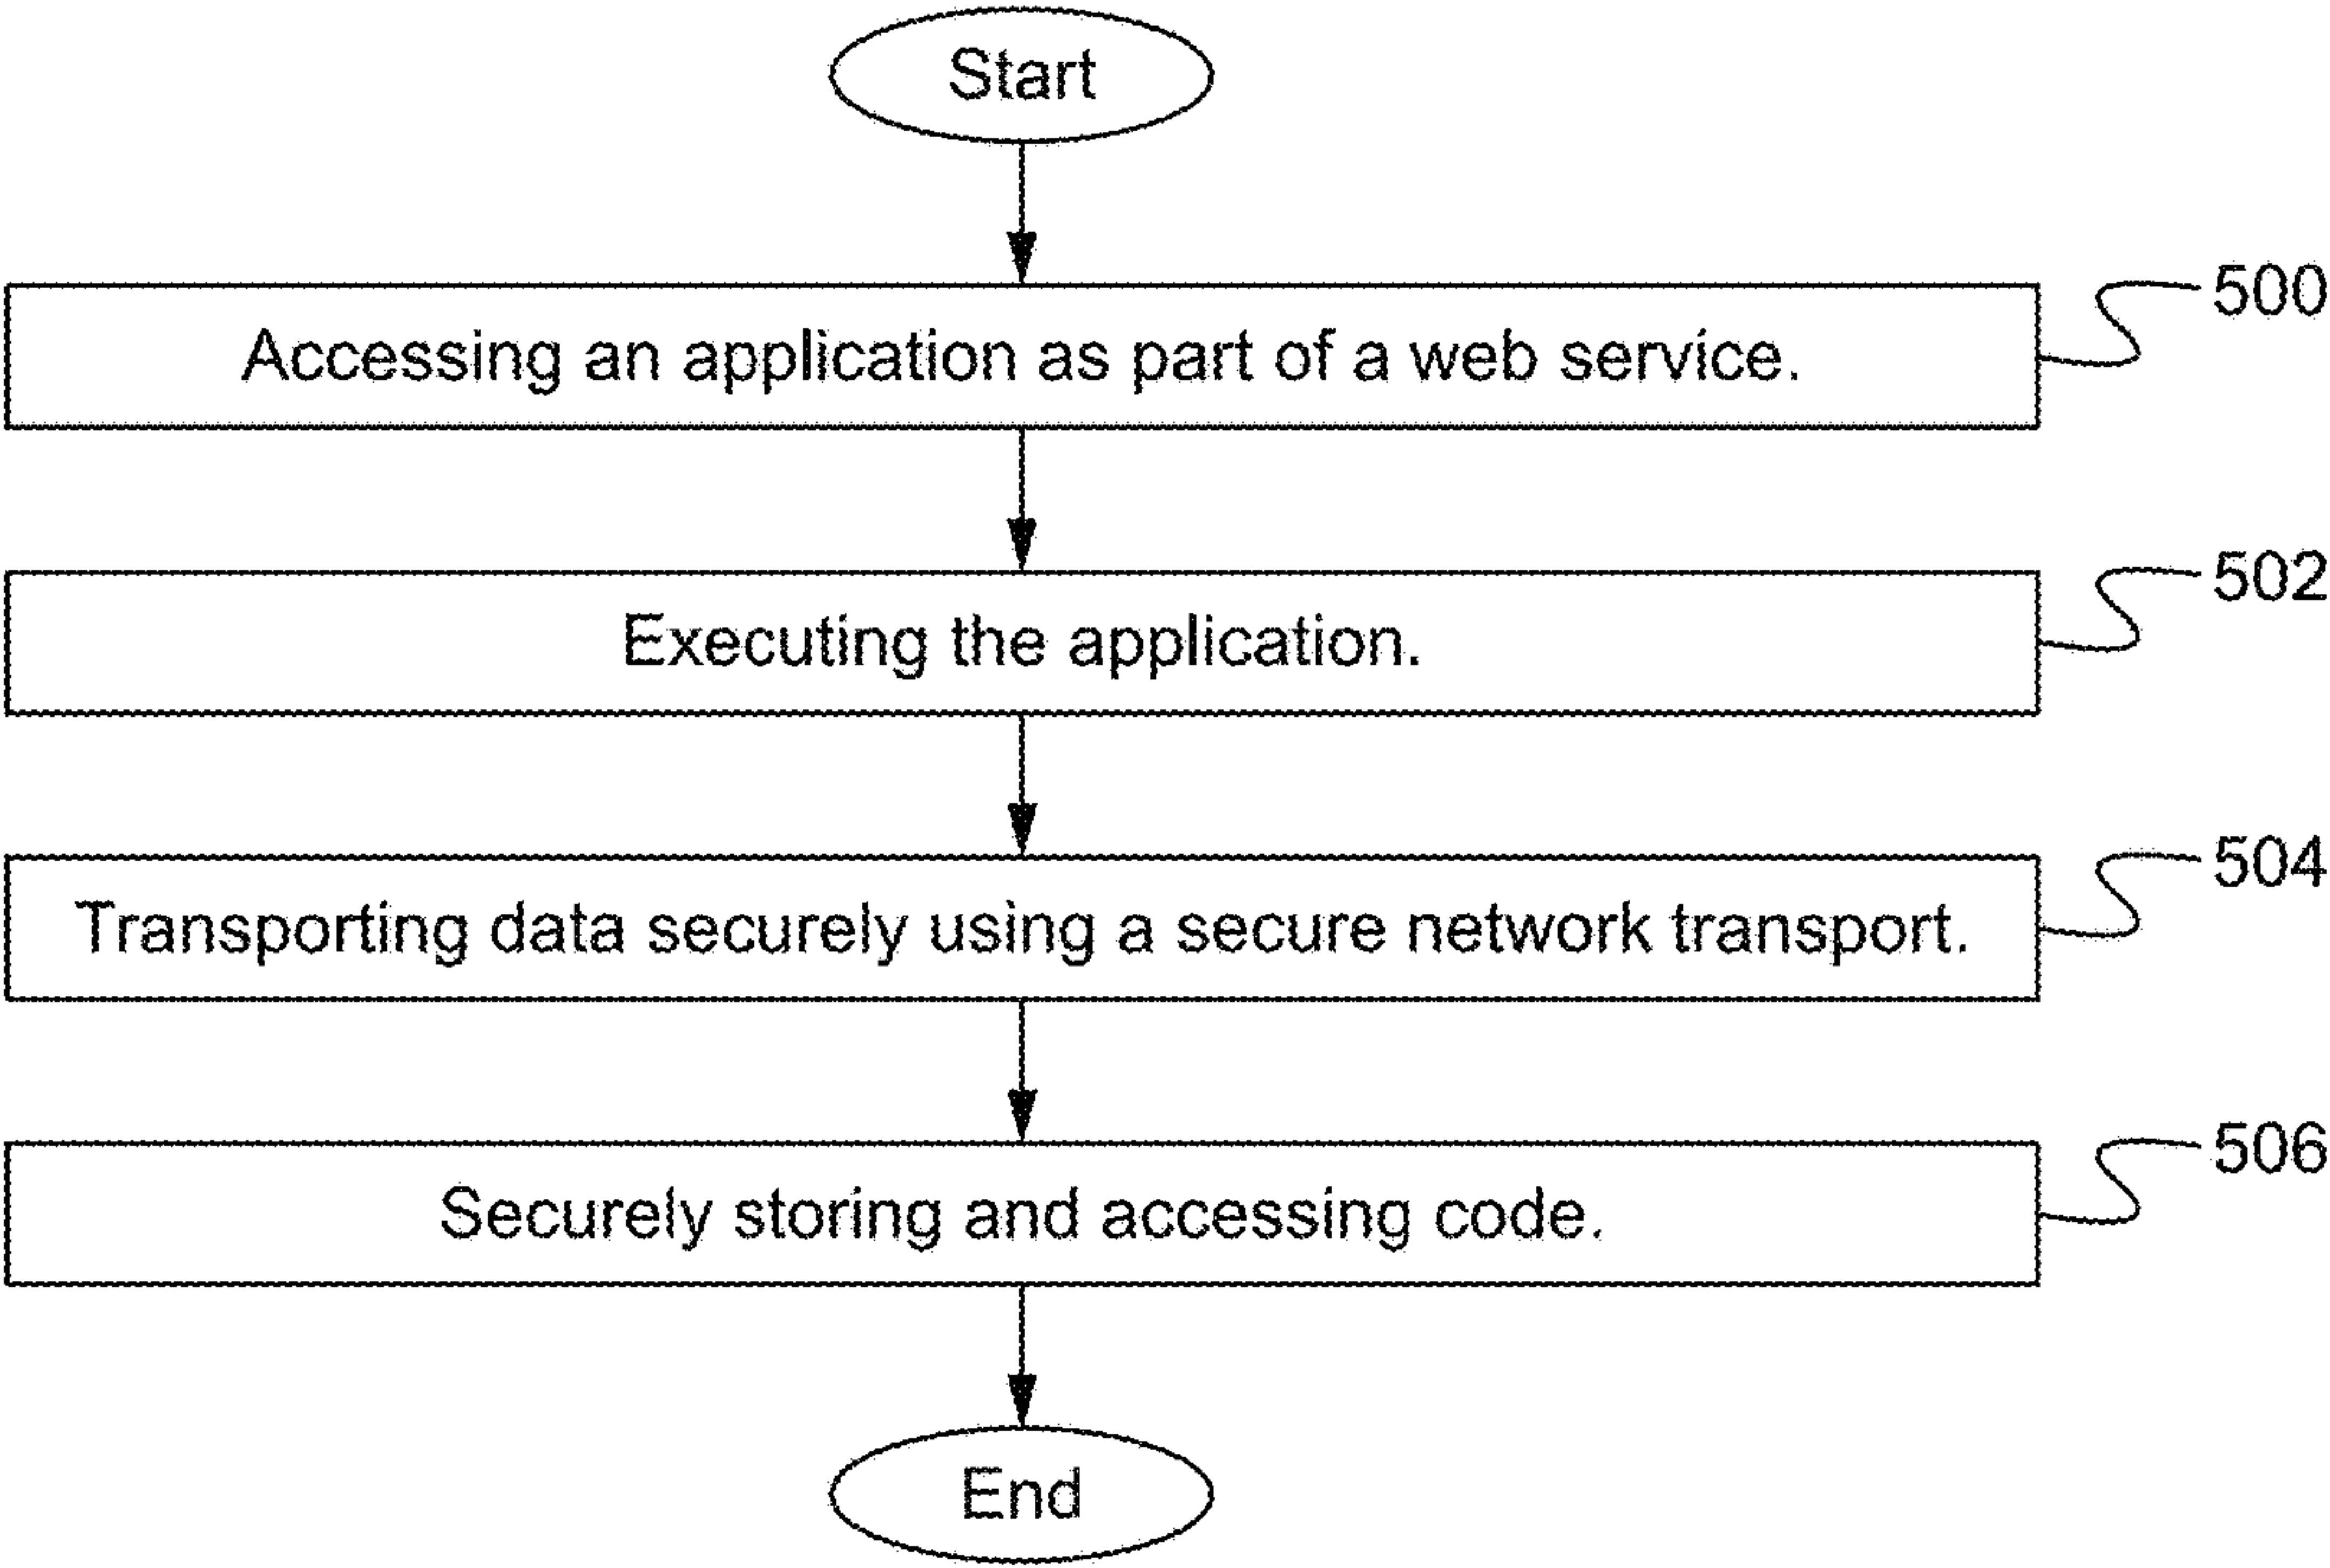 Start
Accessing an application as part of a web service.
500
Executing the application.
502
Transporting data securely using a secure network transport.
504
Securely storing and accessing code.
506
End